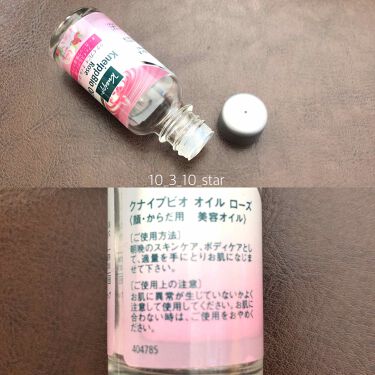 Kneipp
KneippBio
Rose
10_3_10_star
クナイプビオ オイル ローズ
(顔・からだ用 美容オイル)
[ご使用方法]
朝晩のスキンケア、ボディケアとし
て、適量を手にとりお肌になじませ
て下さい。
[ご使用上の注意]
お肌に異常が生じていないかよく
注意して使用してください。お肌に
合わない時は、ご使用をおやめく
ださい。
404785